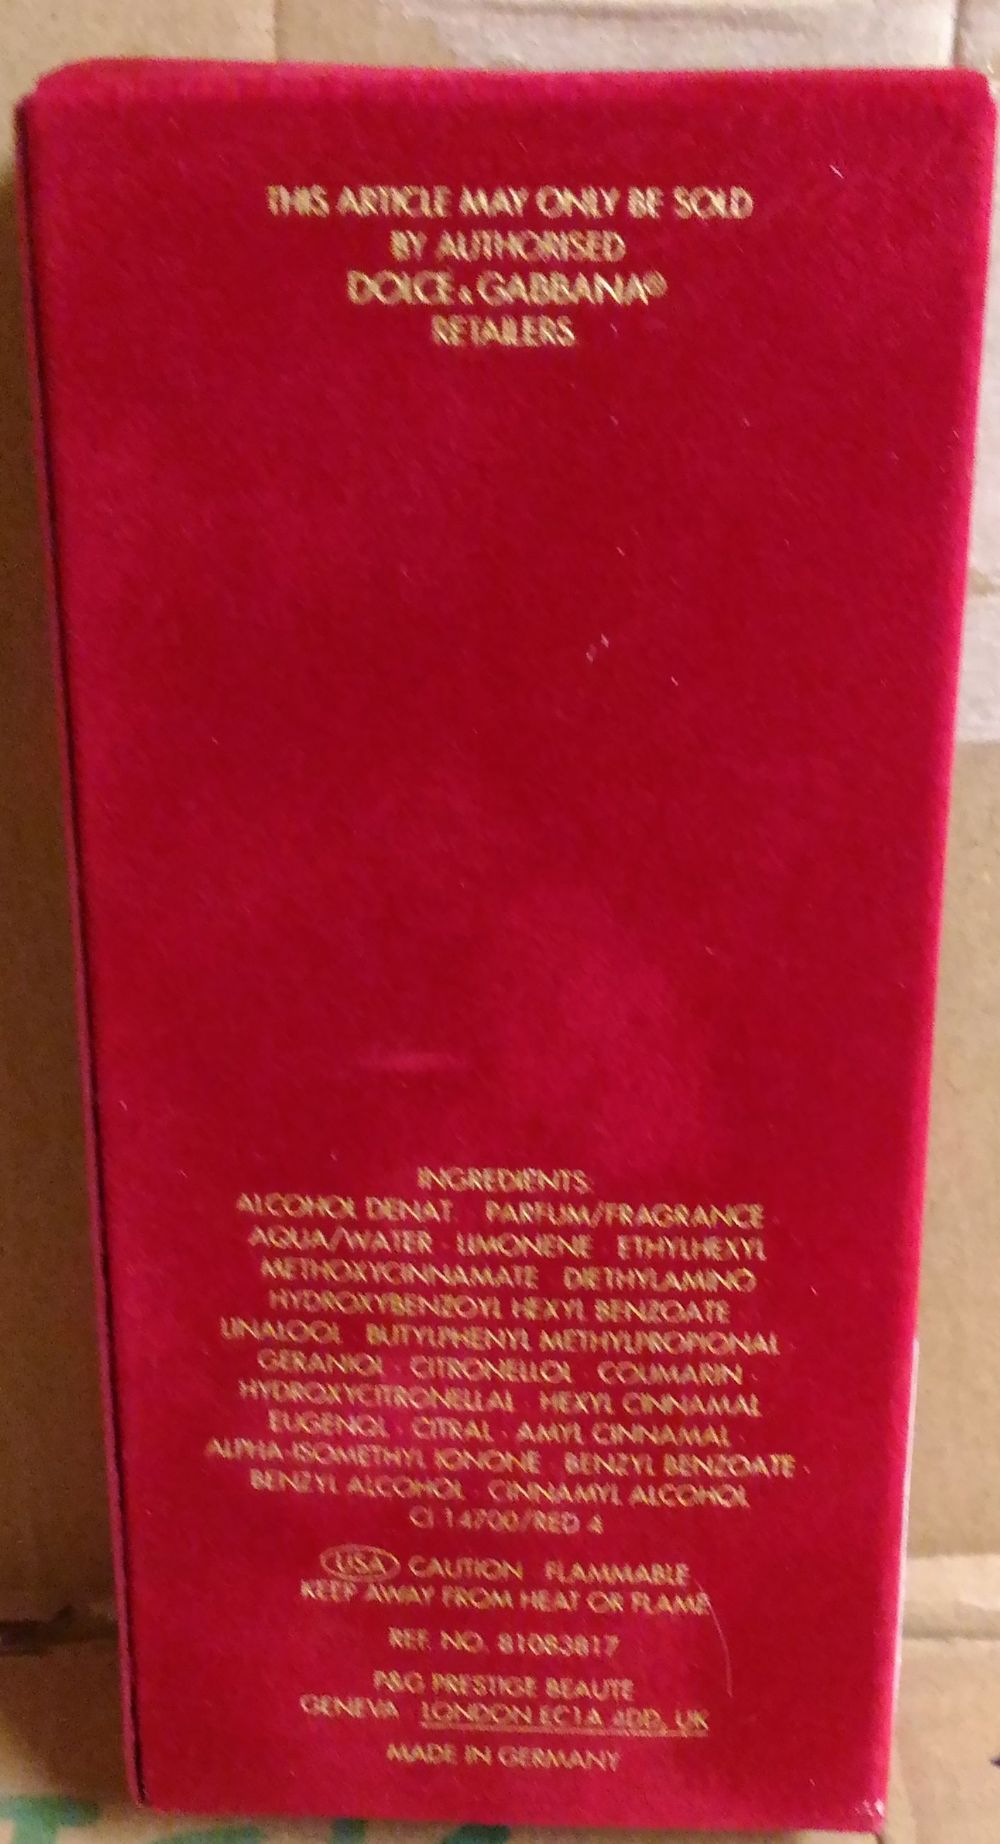 THIS ARTICLE MAY ONLY BE SOLD
BY AUTHORISED
DOLCE & GABBANA®
RETAILERS
INGREDIENTS:
ALCOHOL DENAT. · PARFUM/FRAGRANCE ·
AQUA/WATER · LIMONENE · ETHYLHEXYL
METHOXYCINNAMATE · DIETHYLAMINO
HYDROXYBENZOYL HEXYL BENZOATE ·
LINALOOL · BUTYLPHENYL METHYLPROPIONAL ·
GERANIOL · CITRONELLOL · COUMARIN ·
HYDROXYCITRONELLAL · HEXYL CINNAMAL ·
EUGENOL · CITRAL · AMYL CINNAMAL ·
ALPHA-ISOMETHYL IONONE · BENZYL BENZOATE ·
BENZYL ALCOHOL · CINNAMYL ALCOHOL ·
CI 14700/RED 4
USA CAUTION · FLAMMABLE
KEEP AWAY FROM HEAT OR FLAME
REF. NO. 81083817
P&G PRESTIGE BEAUTE
GENEVA · LONDON EC1A 4DD, UK
MADE IN GERMANY